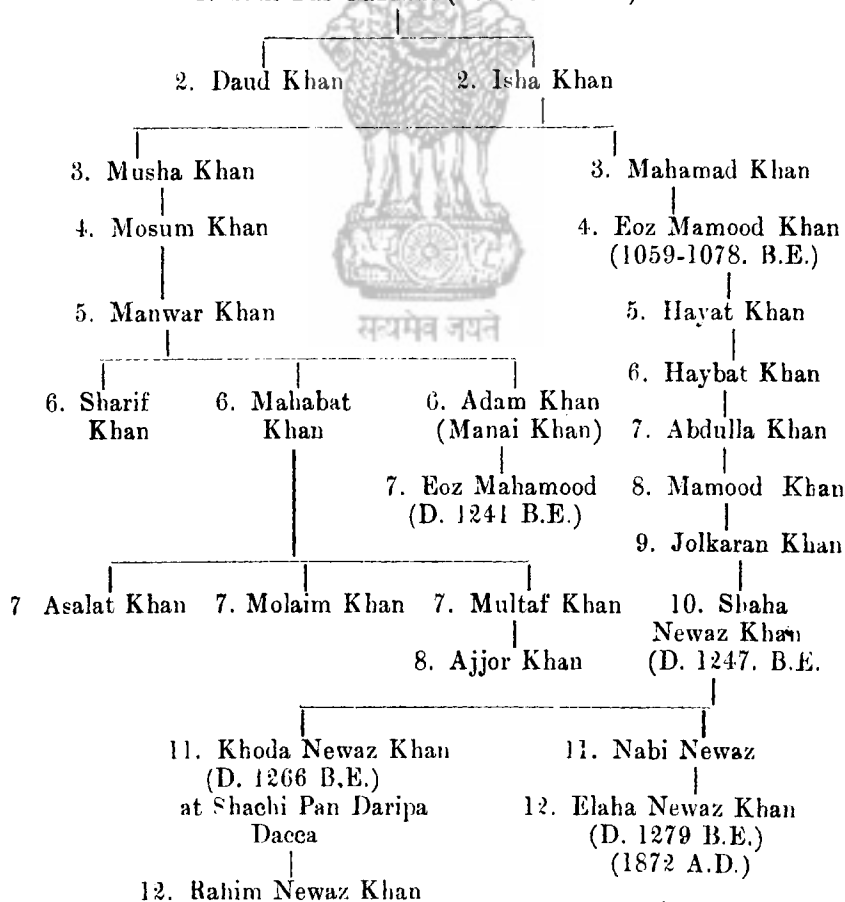 2. Daud Khan 2. Isha Khan
3. Musha Khan 3. Mahamad Khan
4. Mosum Khan 4. Eoz Mamood Khan
(1059-1078. B.E.)
5. Manwar Khan 5. Hayat Khan
सत्यमेव जयते
6. Haybat Khan
6. Sharif 6. Mahabat 6. Adam Khan
Khan Khan (Manai Khan) 7. Abdulla Khan
7. Eoz Mahamood 8. Mamood Khan
(D. 1241 B.E.)
9. Jolkaran Khan
7 Asalat Khan 7. Molaim Khan 7. Multaf Khan 10. Shaha
Newaz Khan
8. Ajjor Khan (D. 1247. B.E.
11. Khoda Newaz Khan 11. Nabi Newaz
(D. 1266 B.E.)
at Shachi Pan Daripa 12. Elaha Newaz Khan
Dacca (D. 1279 B.E.)
(1872 A.D.)
12. Rahim Newaz Khan